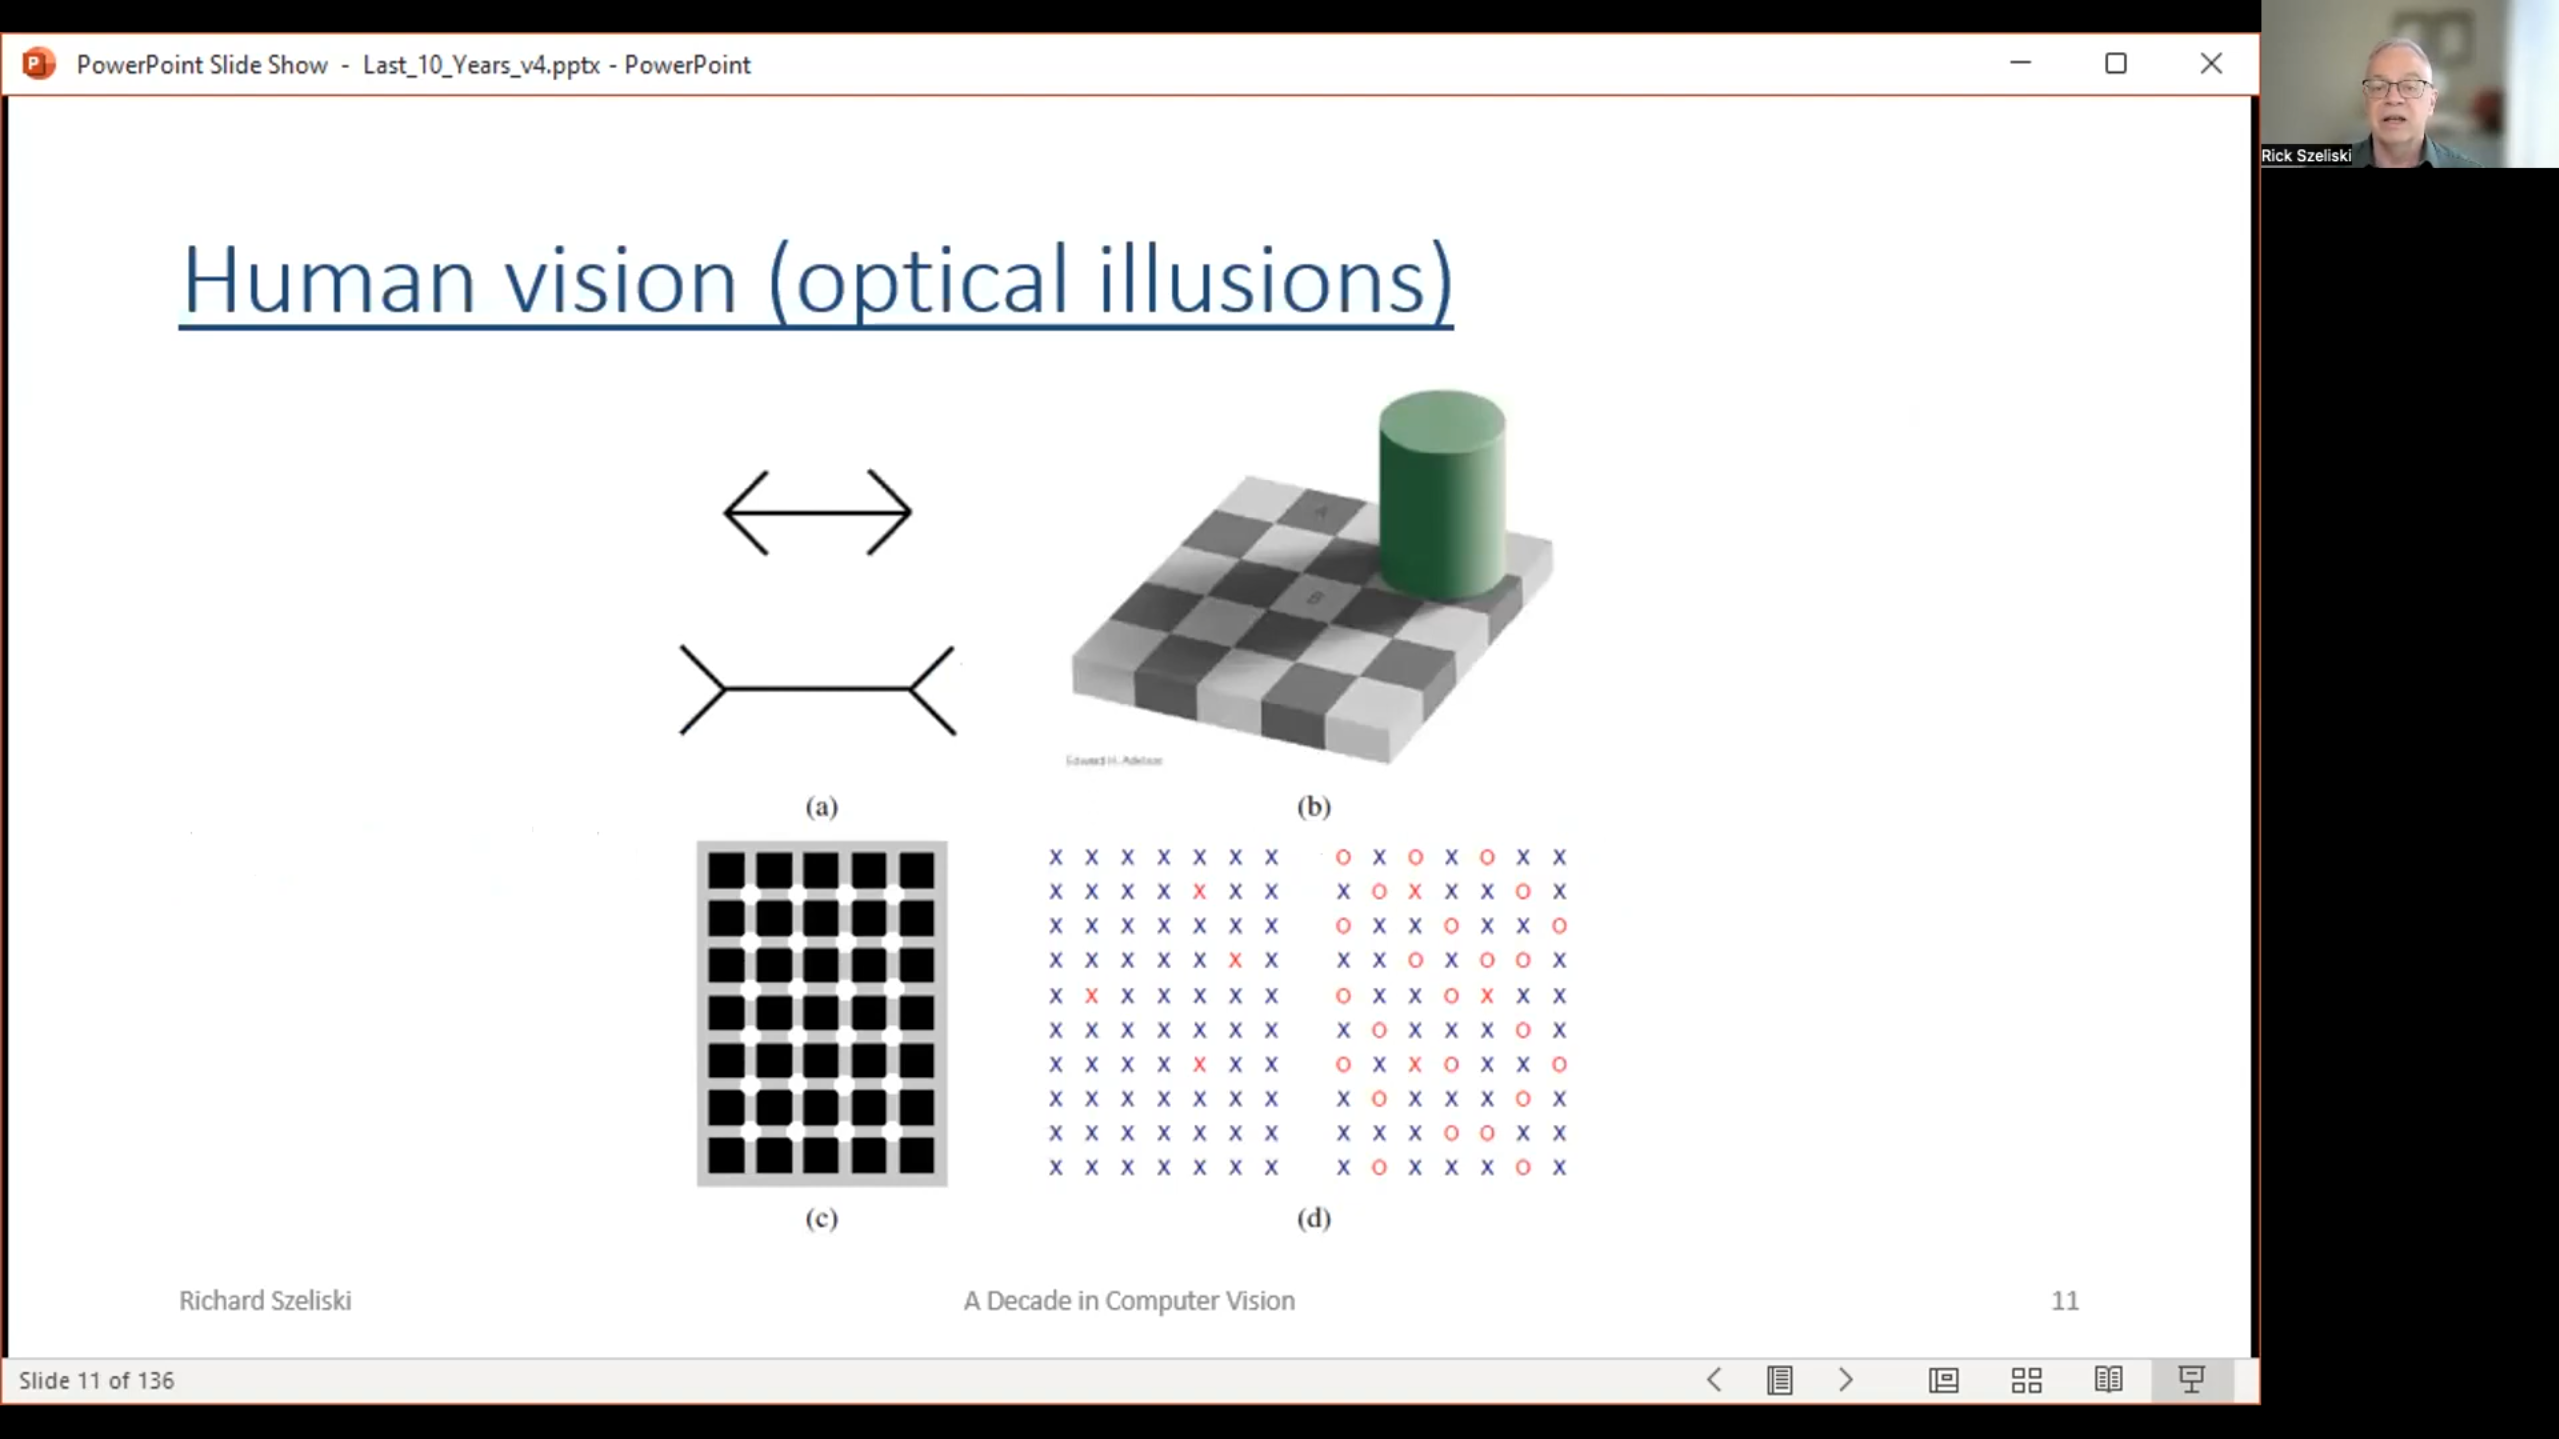 PowerPoint Slide Show - Last_10_Years_v4.pptx - PowerPoint
Rick Szeliski
Human vision (optical illusions)
A
B
Edward H. Adelson
(a)
(b)
X X X X X X X O X O X O X X
X X X X X X X X O X X X O X
X X X X X X X O X X O X X O
X X X X X X X X X O X O O X
X X X X X X X O X X O X X X
X X X X X X X X O X X X O X
X X X X X X X O X X O X X O
X X X X X X X X O X X X O X
X X X X X X X X X X O O X X
X X X X X X X X O X X X O X
(c)
(d)
Richard Szeliski
A Decade in Computer Vision
11
Slide 11 of 136